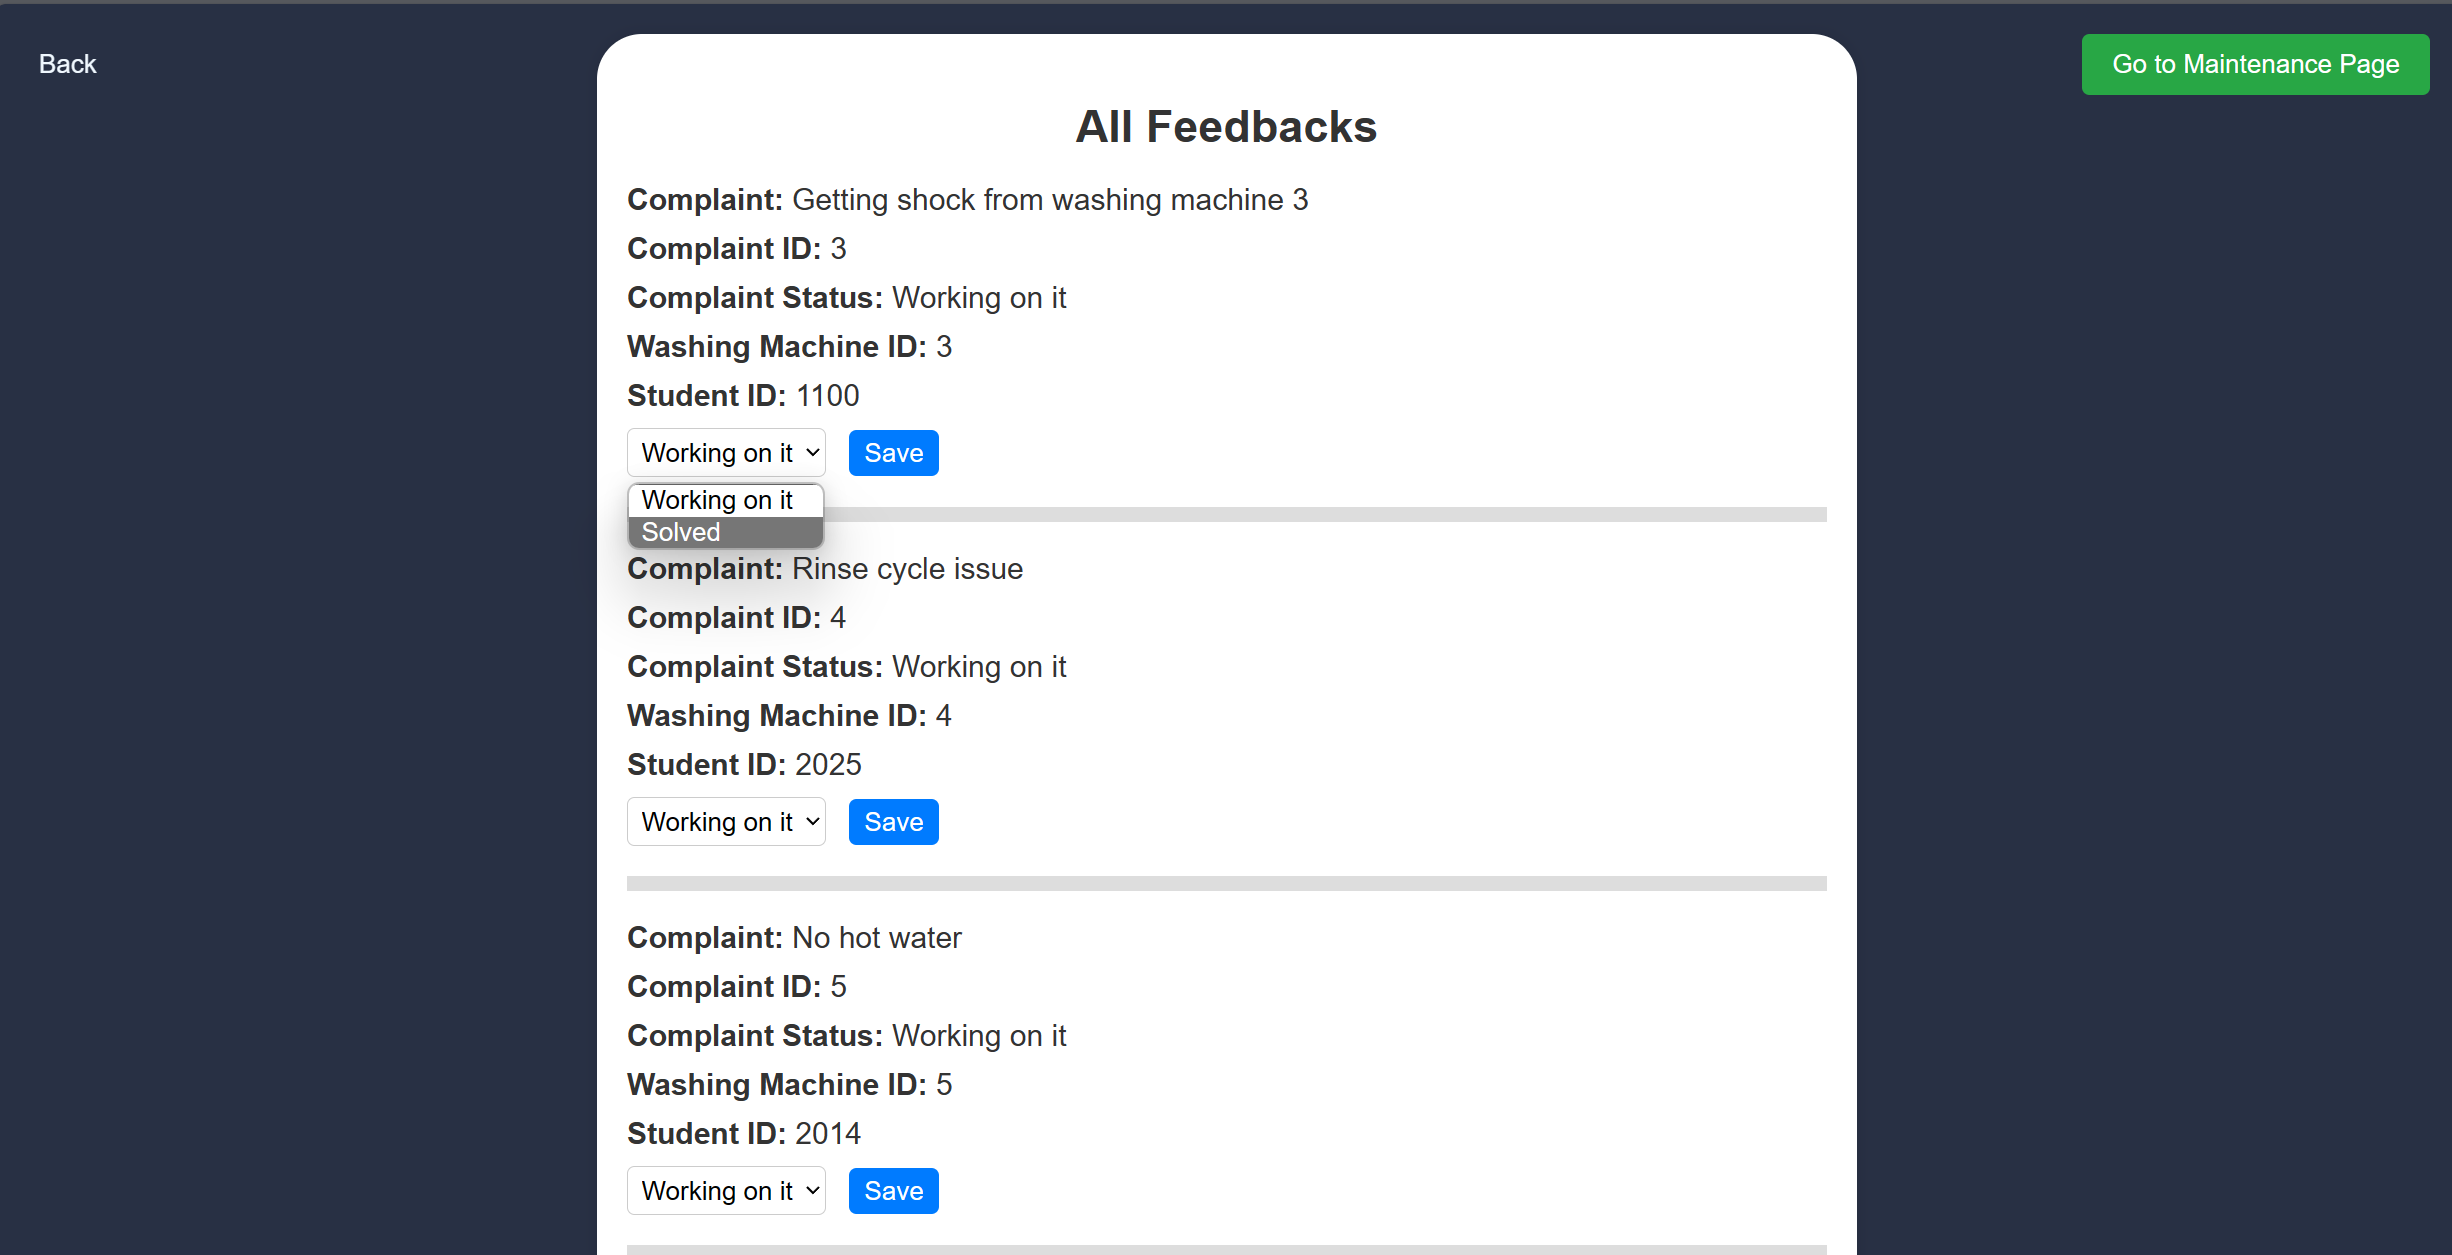 Back
Go to Maintenance Page
All Feedbacks
Complaint: Getting shock from washing machine 3
Complaint ID: 3
Complaint Status: Working on it
Washing Machine ID: 3
Student ID: 1100
Working on it
Save
Working on it
Solved
Complaint: Rinse cycle issue
Complaint ID: 4
Complaint Status: Working on it
Washing Machine ID: 4
Student ID: 2025
Working on it
Save
Complaint: No hot water
Complaint ID: 5
Complaint Status: Working on it
Washing Machine ID: 5
Student ID: 2014
Working on it
Save